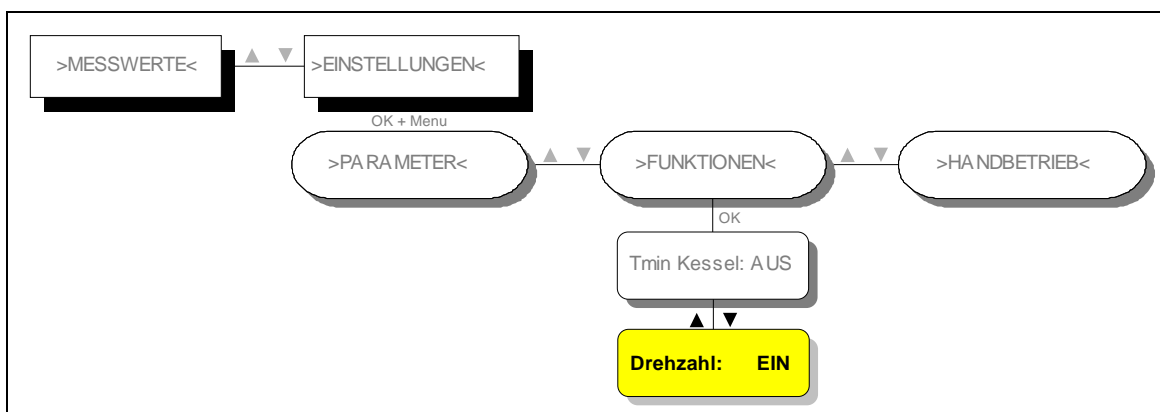 >MESSWERTE< ▲ ▼ >EINSTELLUNGEN<
OK + Menu
>PARAMETER< ▲ ▼ >FUNKTIONEN< ▲ ▼ >HANDBETRIEB<
OK
Tmin Kessel: AUS
▲ ▼
Drehzahl: EIN